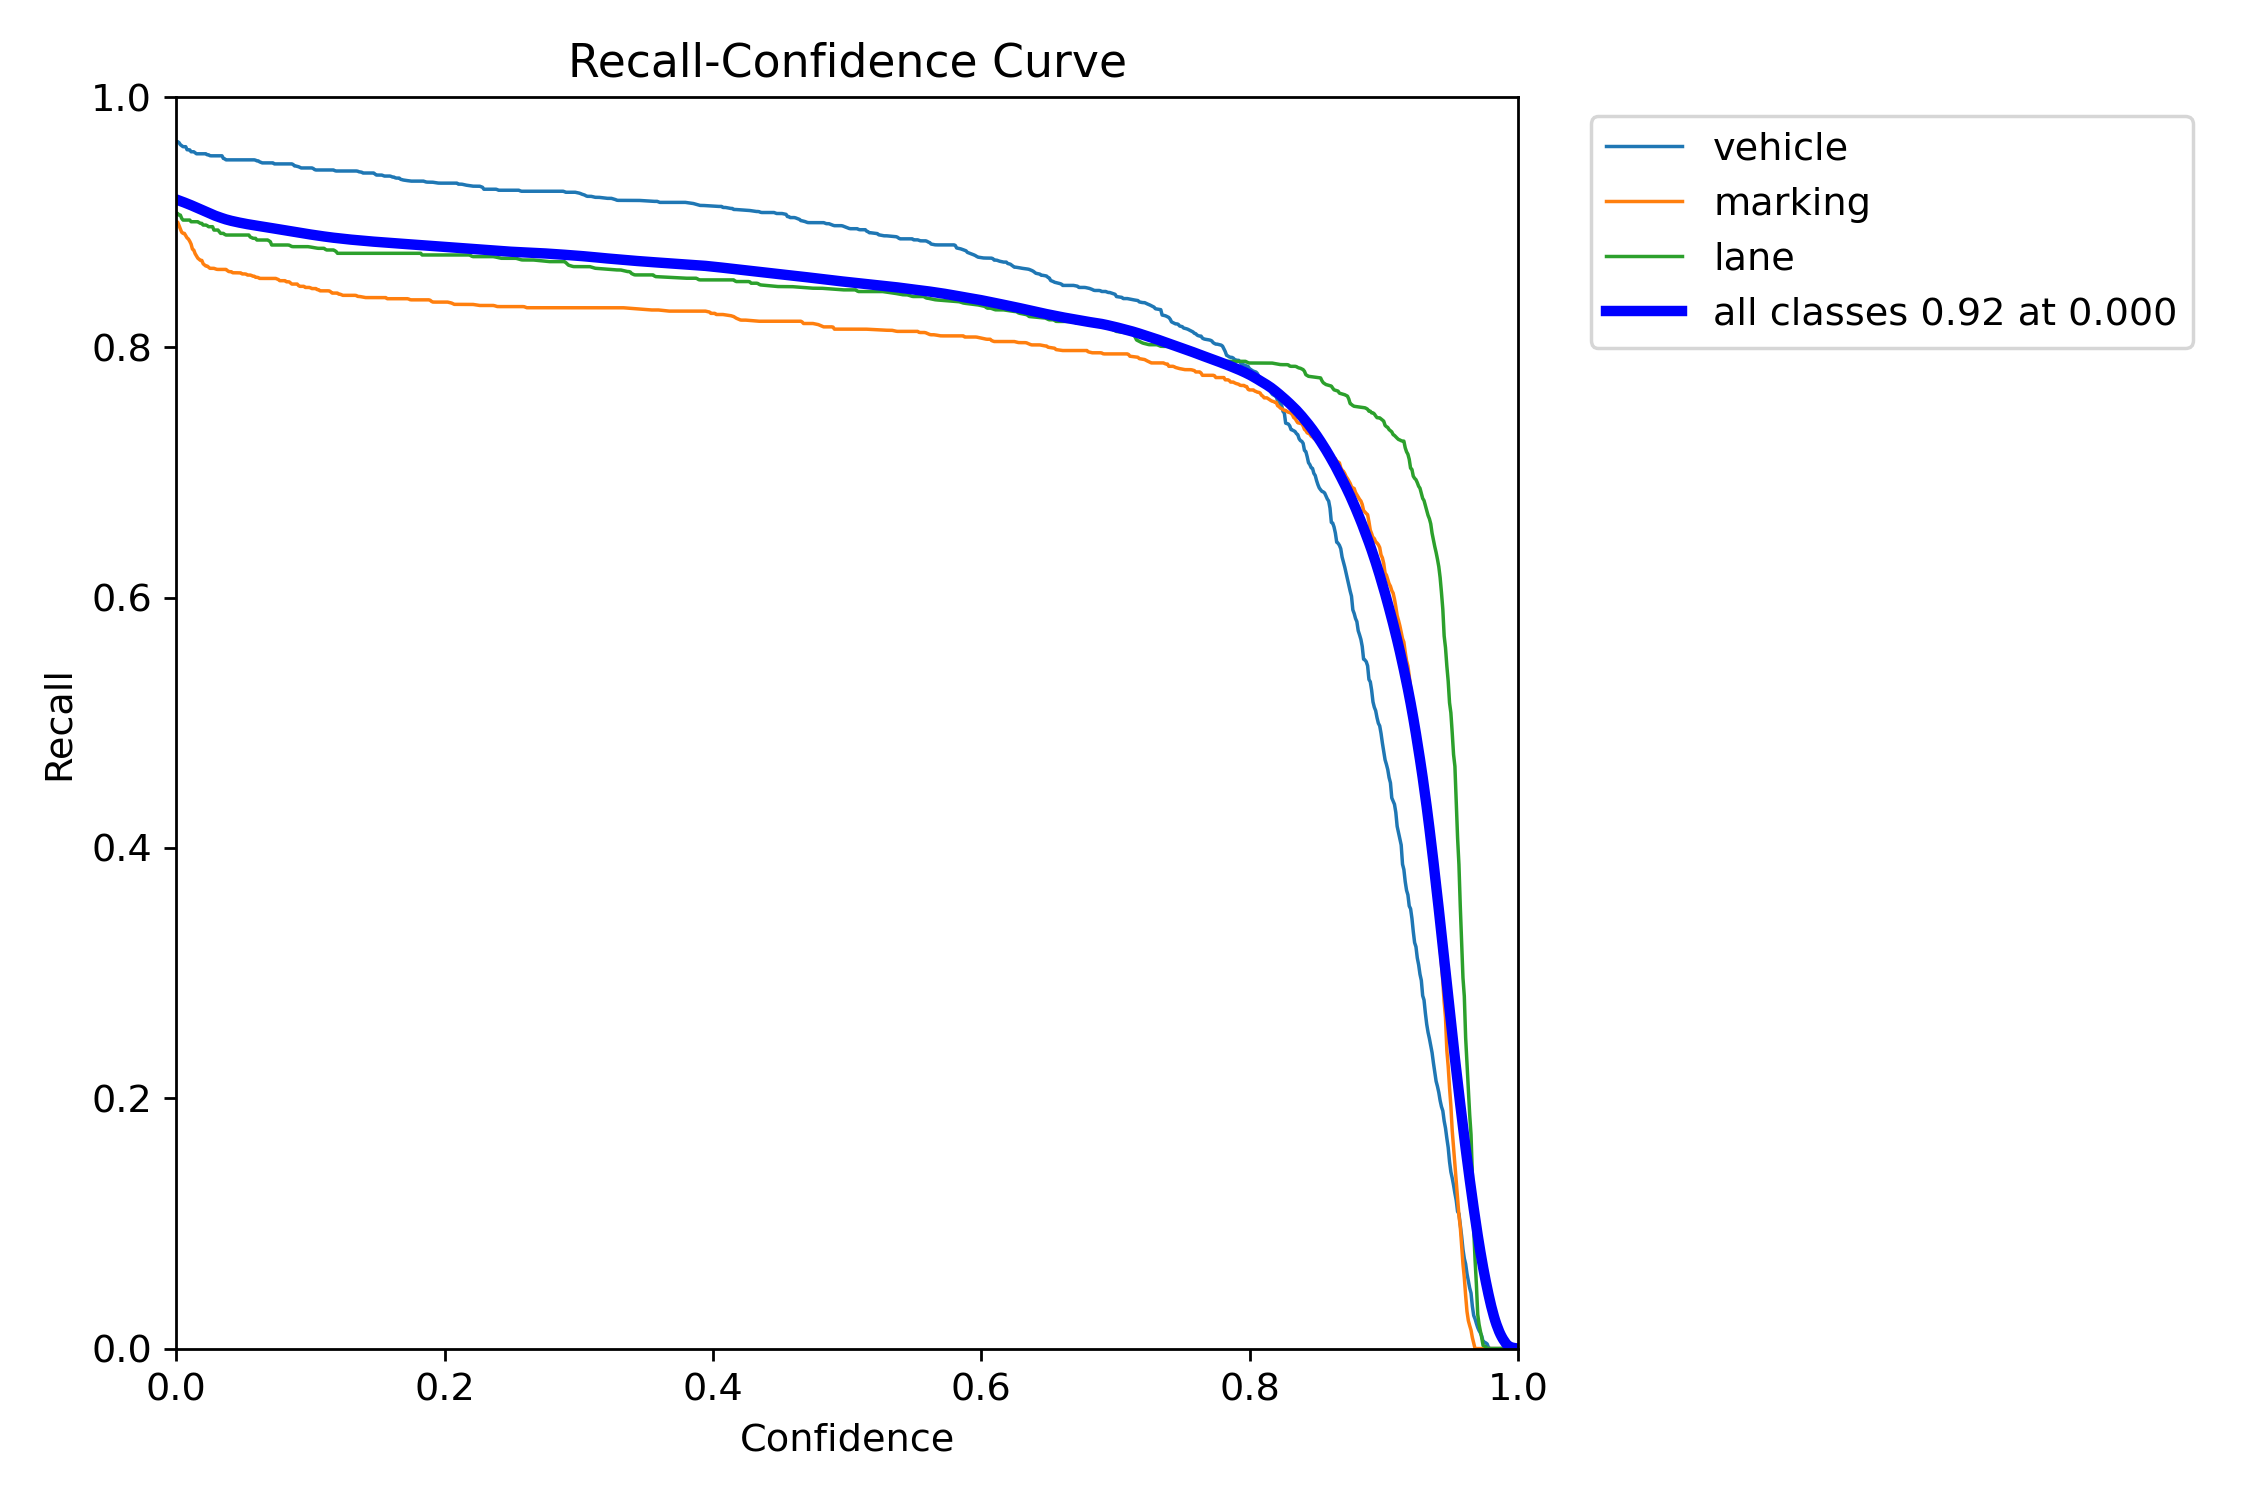 Recall-Confidence Curve
1.0
0.8
0.6
0.4
0.2
0.0
Recall
0.0 0.2 0.4 0.6 0.8 1.0
Confidence
vehicle
marking
lane
all classes 0.92 at 0.000